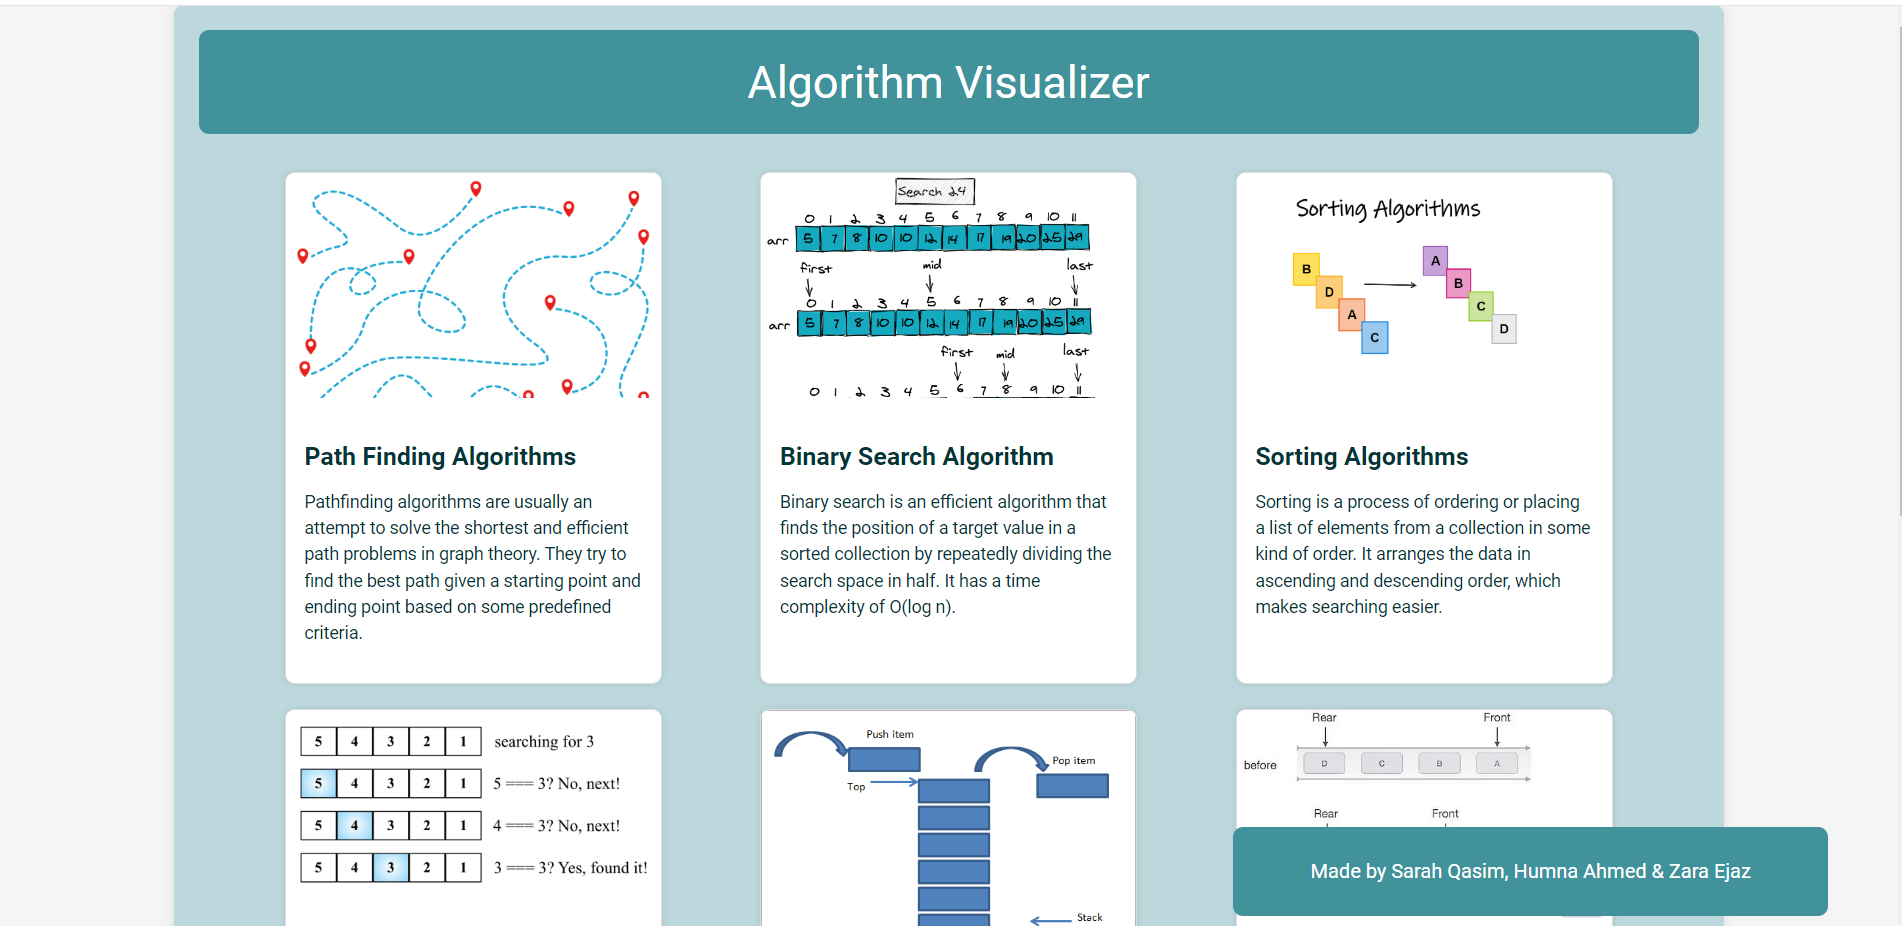 Algorithm Visualizer
Search 24
0 1 2 3 4 5 6 7 8 9 10 11
arr 5 7 8 10 10 12 14 17 19 20 25 29
first mid last
0 1 2 3 4 5 6 7 8 9 10 11
arr 5 7 8 10 10 12 14 17 19 20 25 29
first mid last
0 1 2 3 4 5 6 7 8 9 10 11
Sorting Algorithms
B
D
A
C
A
B
C
D
Path Finding Algorithms
Pathfinding algorithms are usually an
attempt to solve the shortest and efficient
path problems in graph theory. They try to
find the best path given a starting point and
ending point based on some predefined
criteria.
Binary Search Algorithm
Binary search is an efficient algorithm that
finds the position of a target value in a
sorted collection by repeatedly dividing the
search space in half. It has a time
complexity of O(log n).
Sorting Algorithms
Sorting is a process of ordering or placing
a list of elements from a collection in some
kind of order. It arranges the data in
ascending and descending order, which
makes searching easier.
5 4 3 2 1 searching for 3
5 4 3 2 1 5 === 3? No, next!
5 4 3 2 1 4 === 3? No, next!
5 4 3 2 1 3 === 3? Yes, found it!
Push item
Pop item
Top
Stack
Rear Front
before D C B A
Rear Front
Made by Sarah Qasim, Humna Ahmed & Zara Ejaz